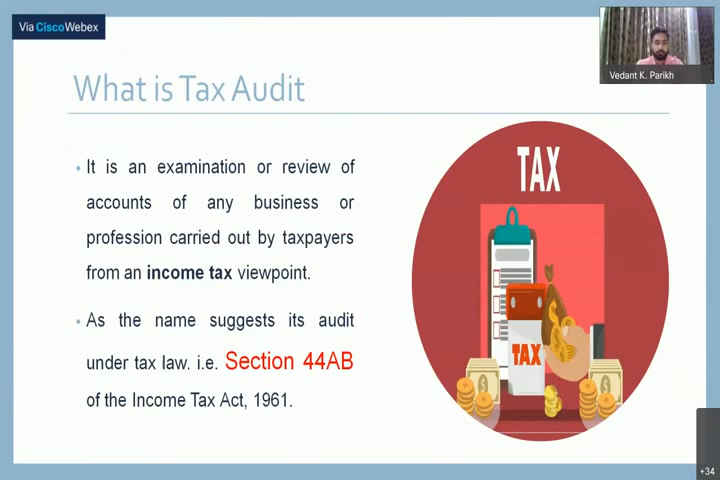 Via Cisco Webex
Vedant K. Parikh
What is Tax Audit
It is an examination or review of
accounts of any business or
profession carried out by taxpayers
from an income tax viewpoint.
As the name suggests its audit
under tax law. i.e. Section 44AB
of the Income Tax Act, 1961.
TAX
TAX
+34